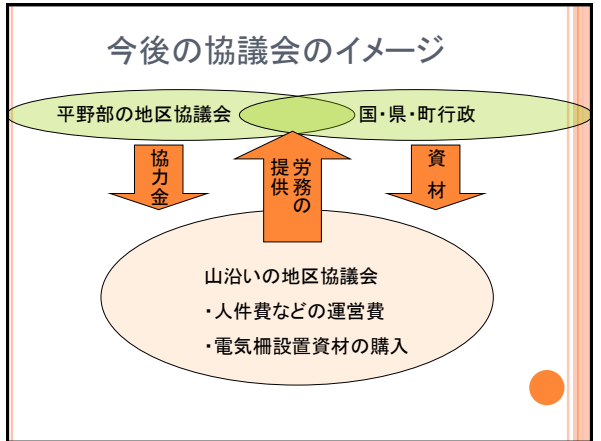 今後の協議会のイメージ
平野部の地区協議会
国・県・町行政
協力金
労務の
提供
資材
山沿いの地区協議会
・人件費などの運営費
・電気柵設置資材の購入